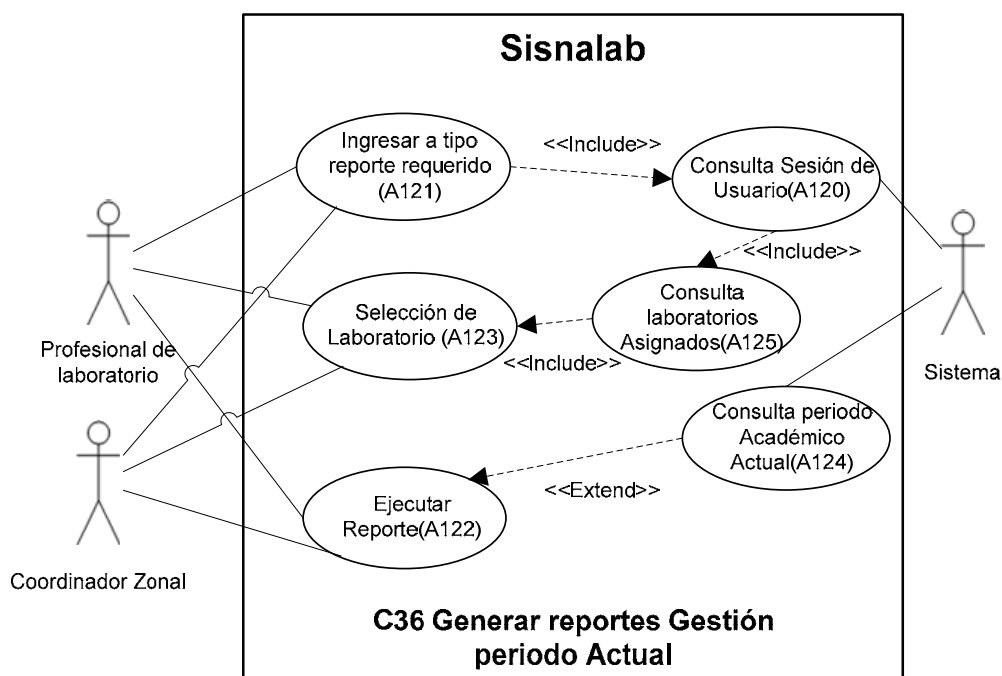 Sisnalab
Ingresar a tipo
reporte requerido
(A121)
<<Include>>
Consulta Sesión de
Usuario(A120)
<<Include>>
Selección de
Laboratorio (A123)
Consulta
laboratorios
Asignados(A125)
<<Include>>
Profesional de
laboratorio
Sistema
Consulta periodo
Académico
Actual(A124)
<<Extend>>
Ejecutar
Reporte(A122)
Coordinador Zonal
C36 Generar reportes Gestión
periodo Actual